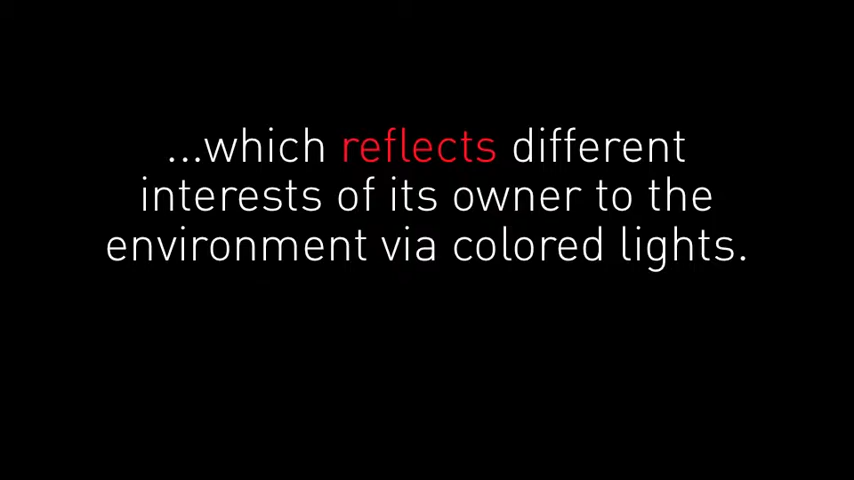 ...which reflects different
interests of its owner to the
environment via colored lights.